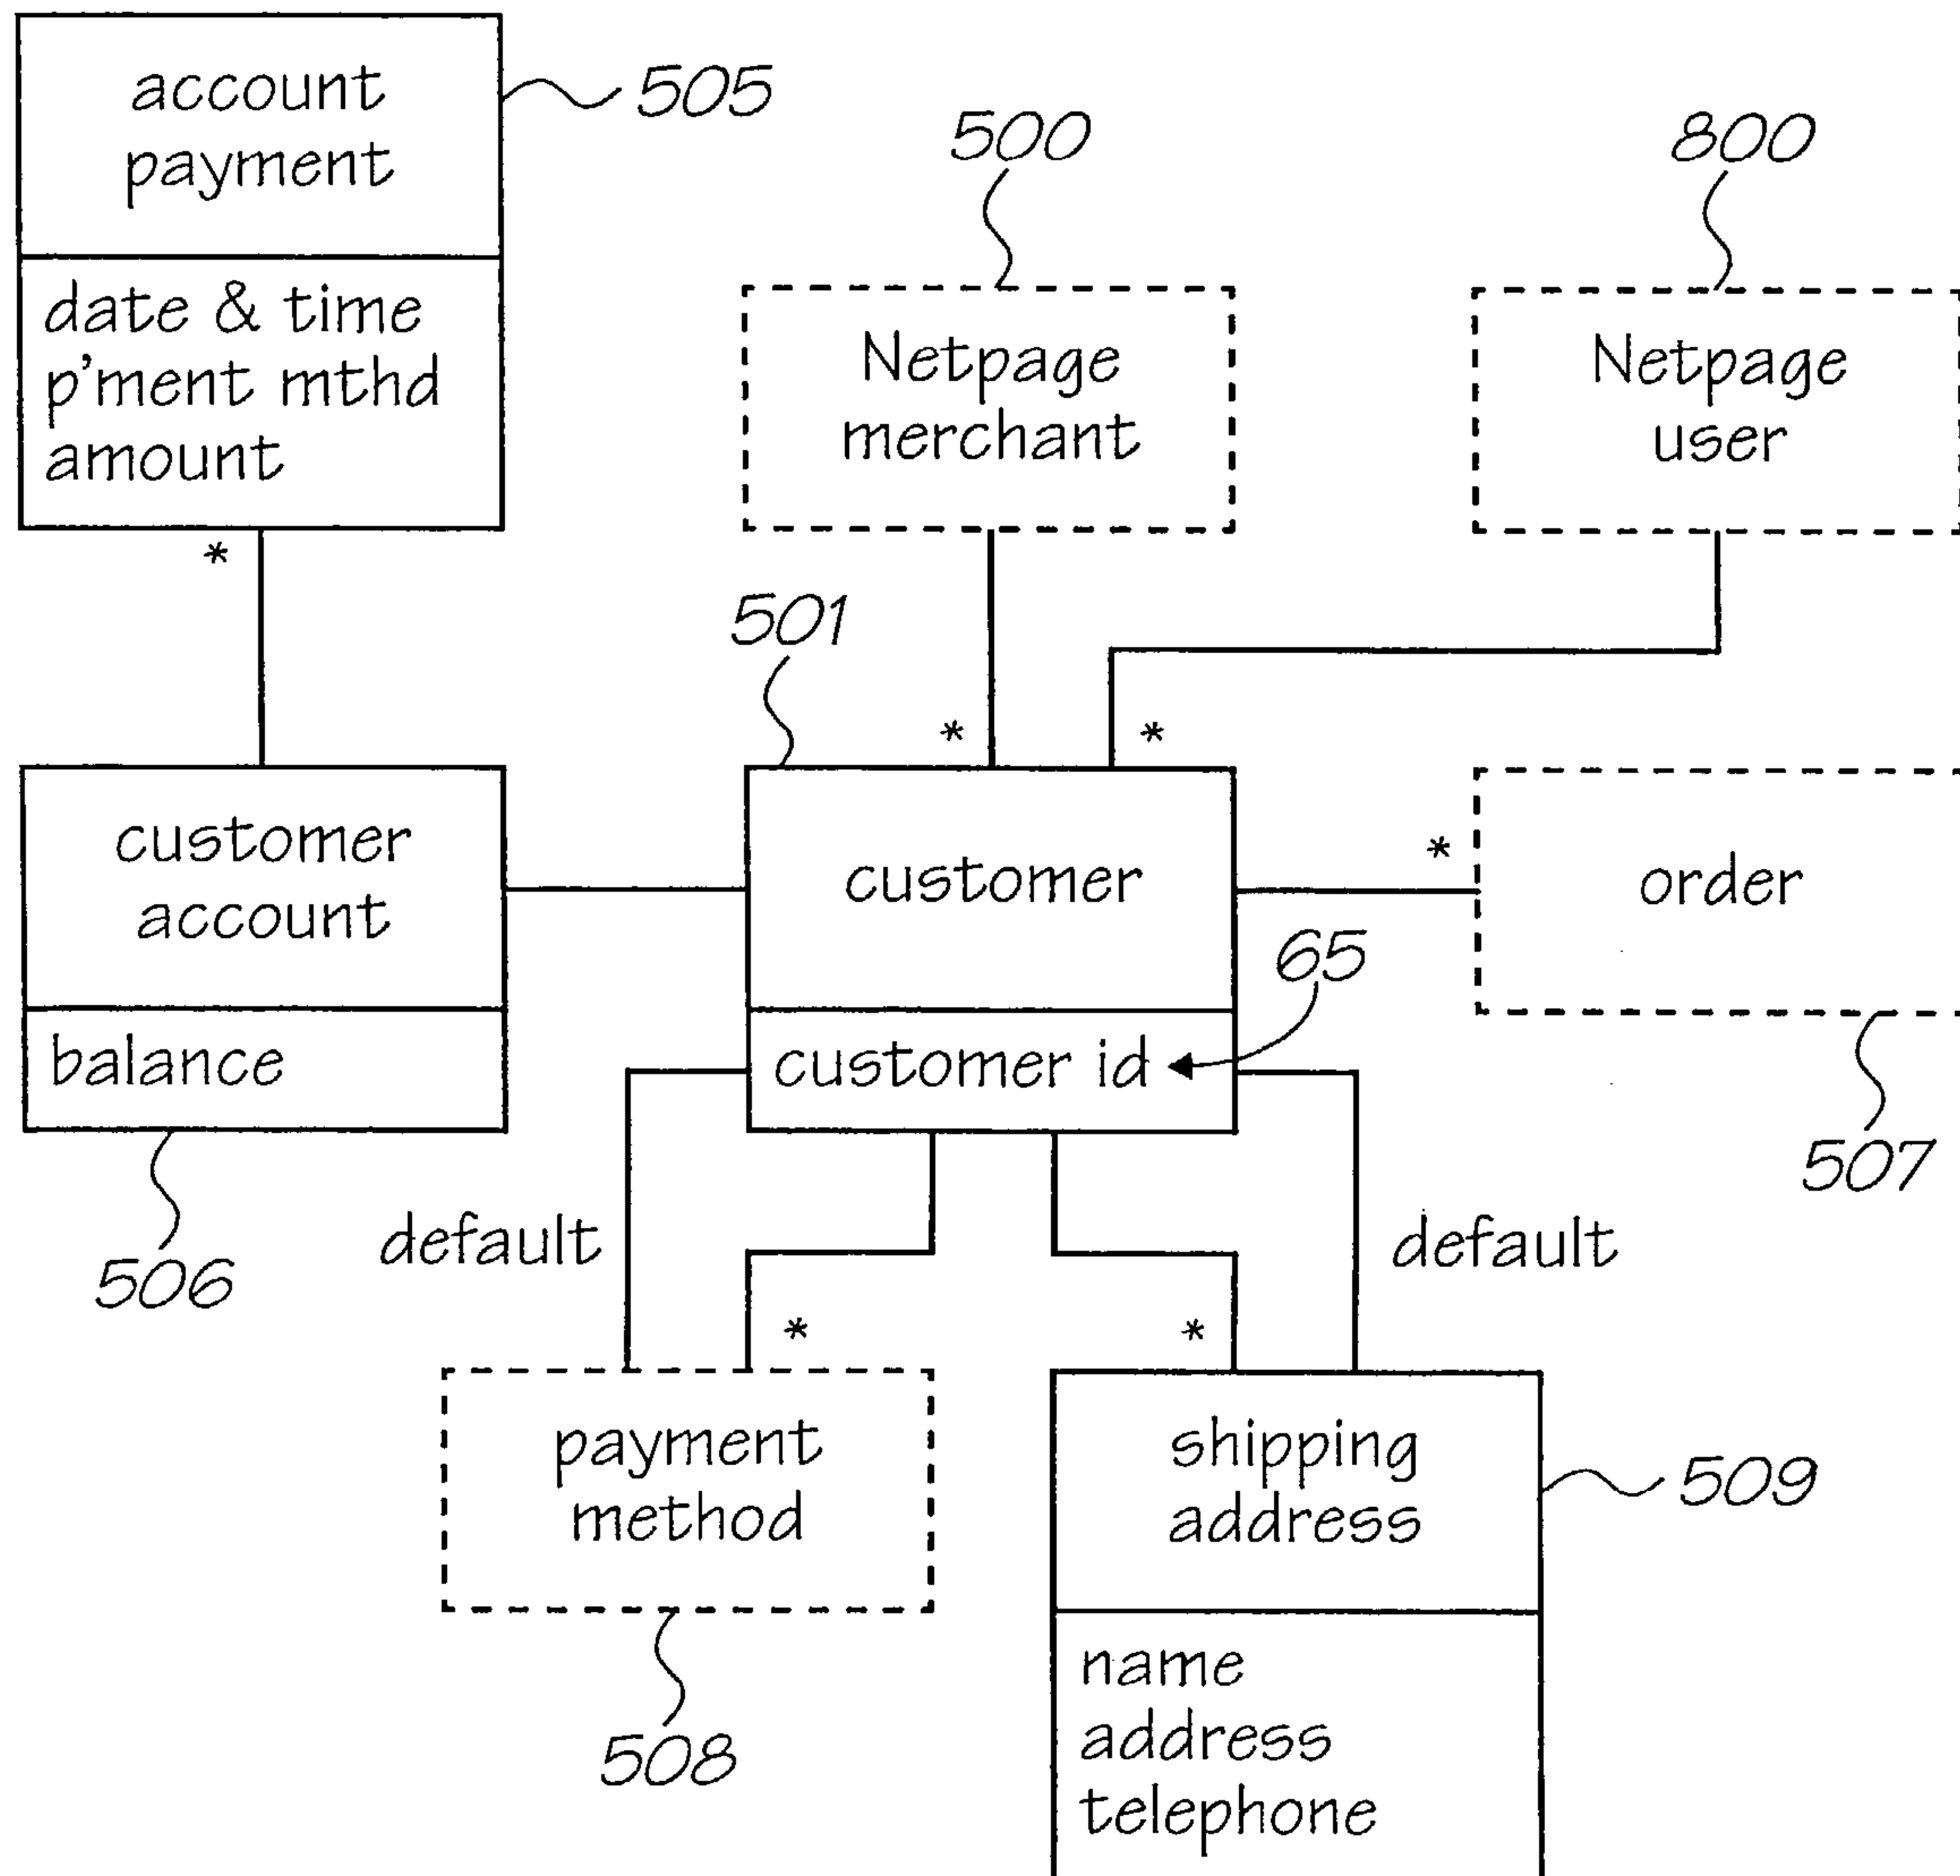 account
payment
505
date & time
p'ment mthd
amount
*
500
Netpage
merchant
800
Netpage
user
501
*
*
customer
account
balance
506
customer
customer id
65
*
order
507
default
*
*
default
payment
method
508
shipping
address
509
name
address
telephone